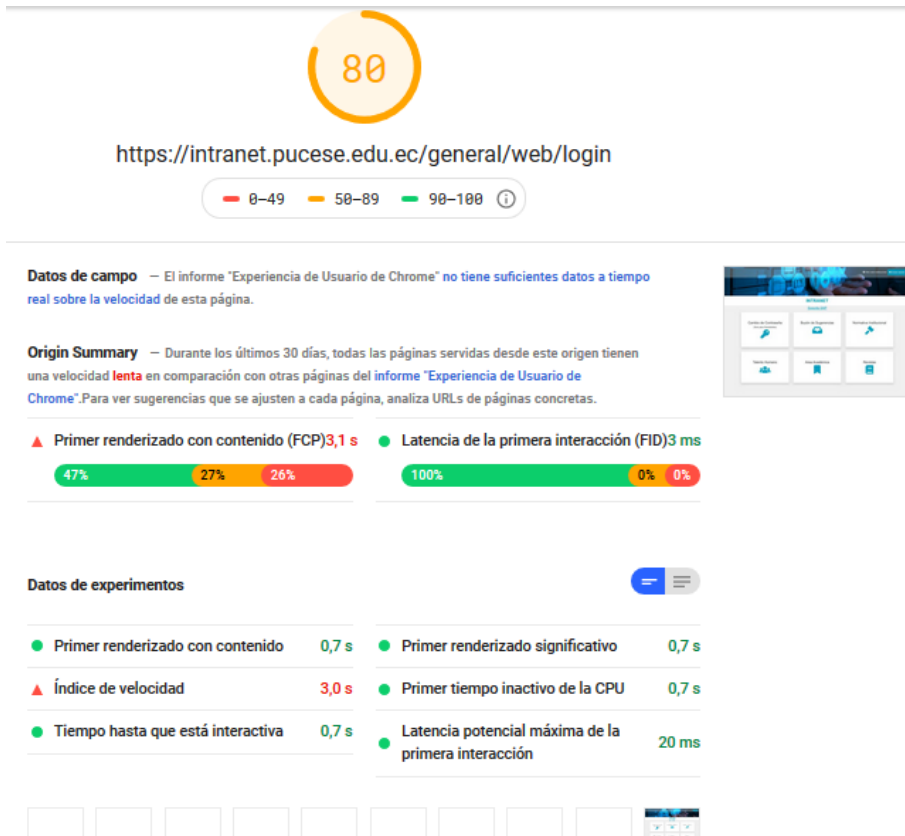 80
https://intranet.pucese.edu.ec/general/web/login
0–49 50–89 90–100
Datos de campo — El informe "Experiencia de Usuario de Chrome" no tiene suficientes datos a tiempo
real sobre la velocidad de esta página.
INTRANET
Origin Summary — Durante los últimos 30 días, todas las páginas servidas desde este origen tienen
una velocidad lenta en comparación con otras páginas del informe "Experiencia de Usuario de
Chrome".Para ver sugerencias que se ajusten a cada página, analiza URLs de páginas concretas.
Primer renderizado con contenido (FCP)3,1 s
47% 27% 26%
Latencia de la primera interacción (FID)3 ms
100% 0% 0%
Datos de experimentos
Primer renderizado con contenido 0,7 s
Primer renderizado significativo 0,7 s
Índice de velocidad 3,0 s
Primer tiempo inactivo de la CPU 0,7 s
Tiempo hasta que está interactiva 0,7 s
Latencia potencial máxima de la
primera interacción 20 ms